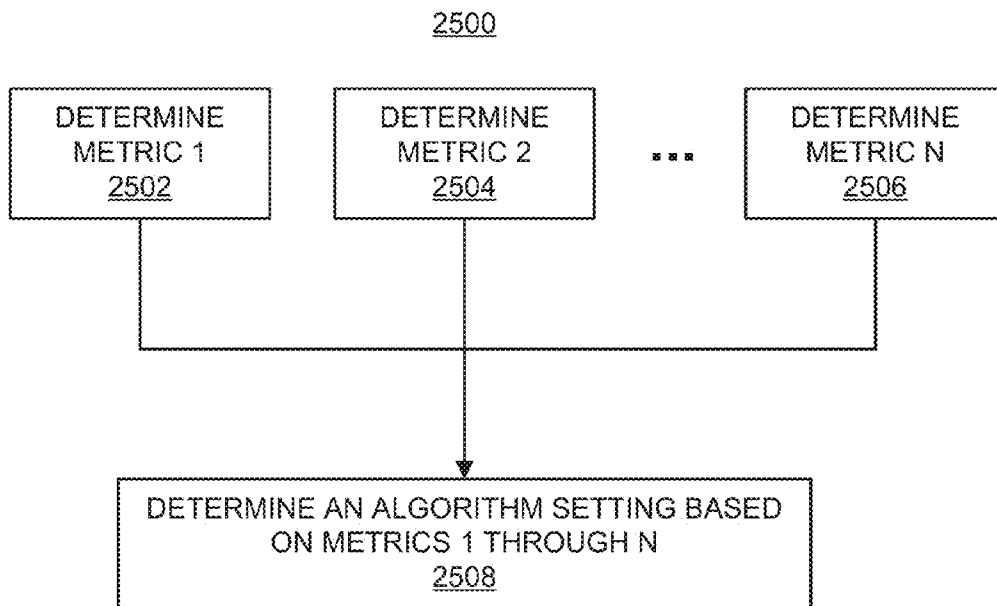 2500
DETERMINE
METRIC 1
2502
DETERMINE
METRIC 2
2504
...
DETERMINE
METRIC N
2506
DETERMINE AN ALGORITHM SETTING BASED
ON METRICS 1 THROUGH N
2508